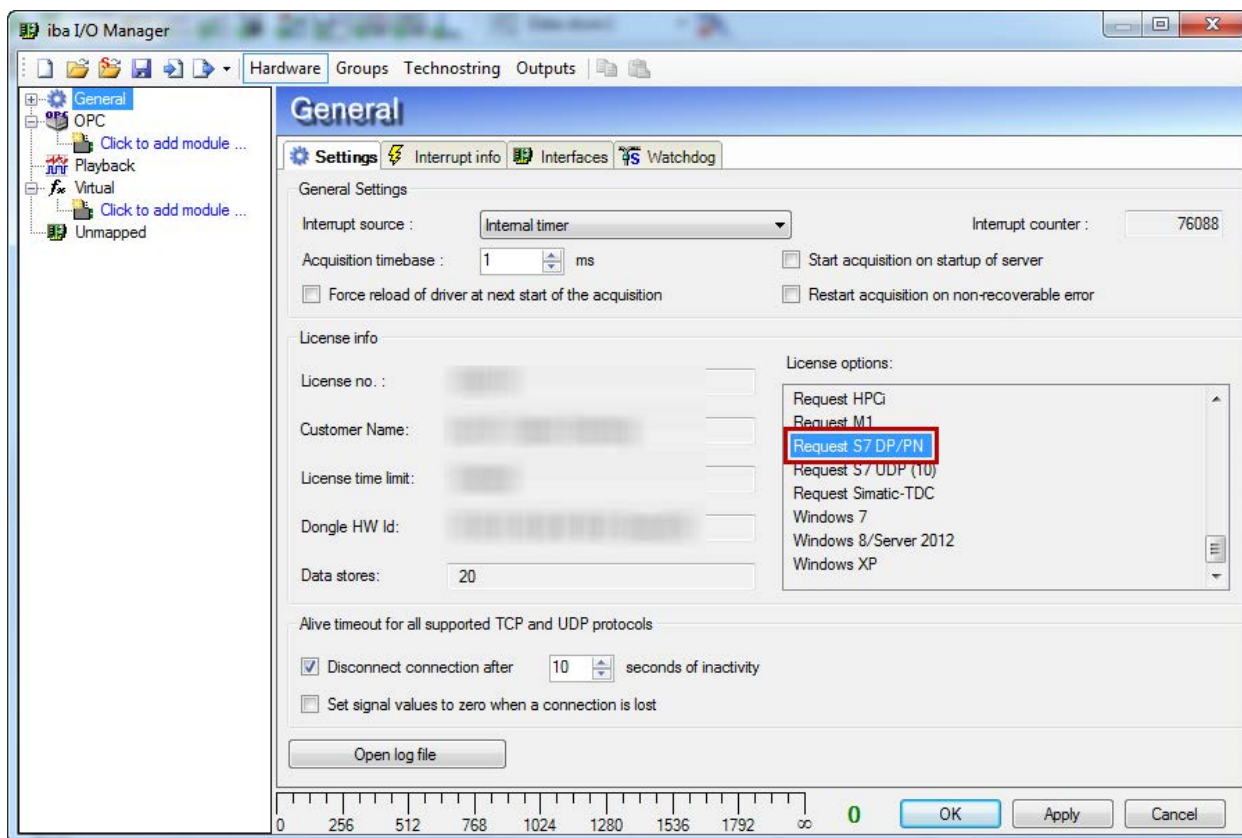 iba I/O Manager
Hardware Groups Technostring Outputs
General
OPC
Click to add module ...
Playback
Virtual
Click to add module ...
Unmapped
General
Settings Interrupt info Interfaces Watchdog
General Settings
Interrupt source : Internal timer Interrupt counter : 76088
Acquisition timebase : 1 ms Start acquisition on startup of server
Force reload of driver at next start of the acquisition Restart acquisition on non-recoverable error
License info
License options:
License no. :
Customer Name:
License time limit:
Dongle HW Id:
Data stores: 20
Request HPCi
Request M1
Request S7 DP/PN
Request S7 UDP (10)
Request Simatic-TDC
Windows 7
Windows 8/Server 2012
Windows XP
Alive timeout for all supported TCP and UDP protocols
Disconnect connection after 10 seconds of inactivity
Set signal values to zero when a connection is lost
Open log file
0 256 512 768 1024 1280 1536 1792 ∞ 0 OK Apply Cancel